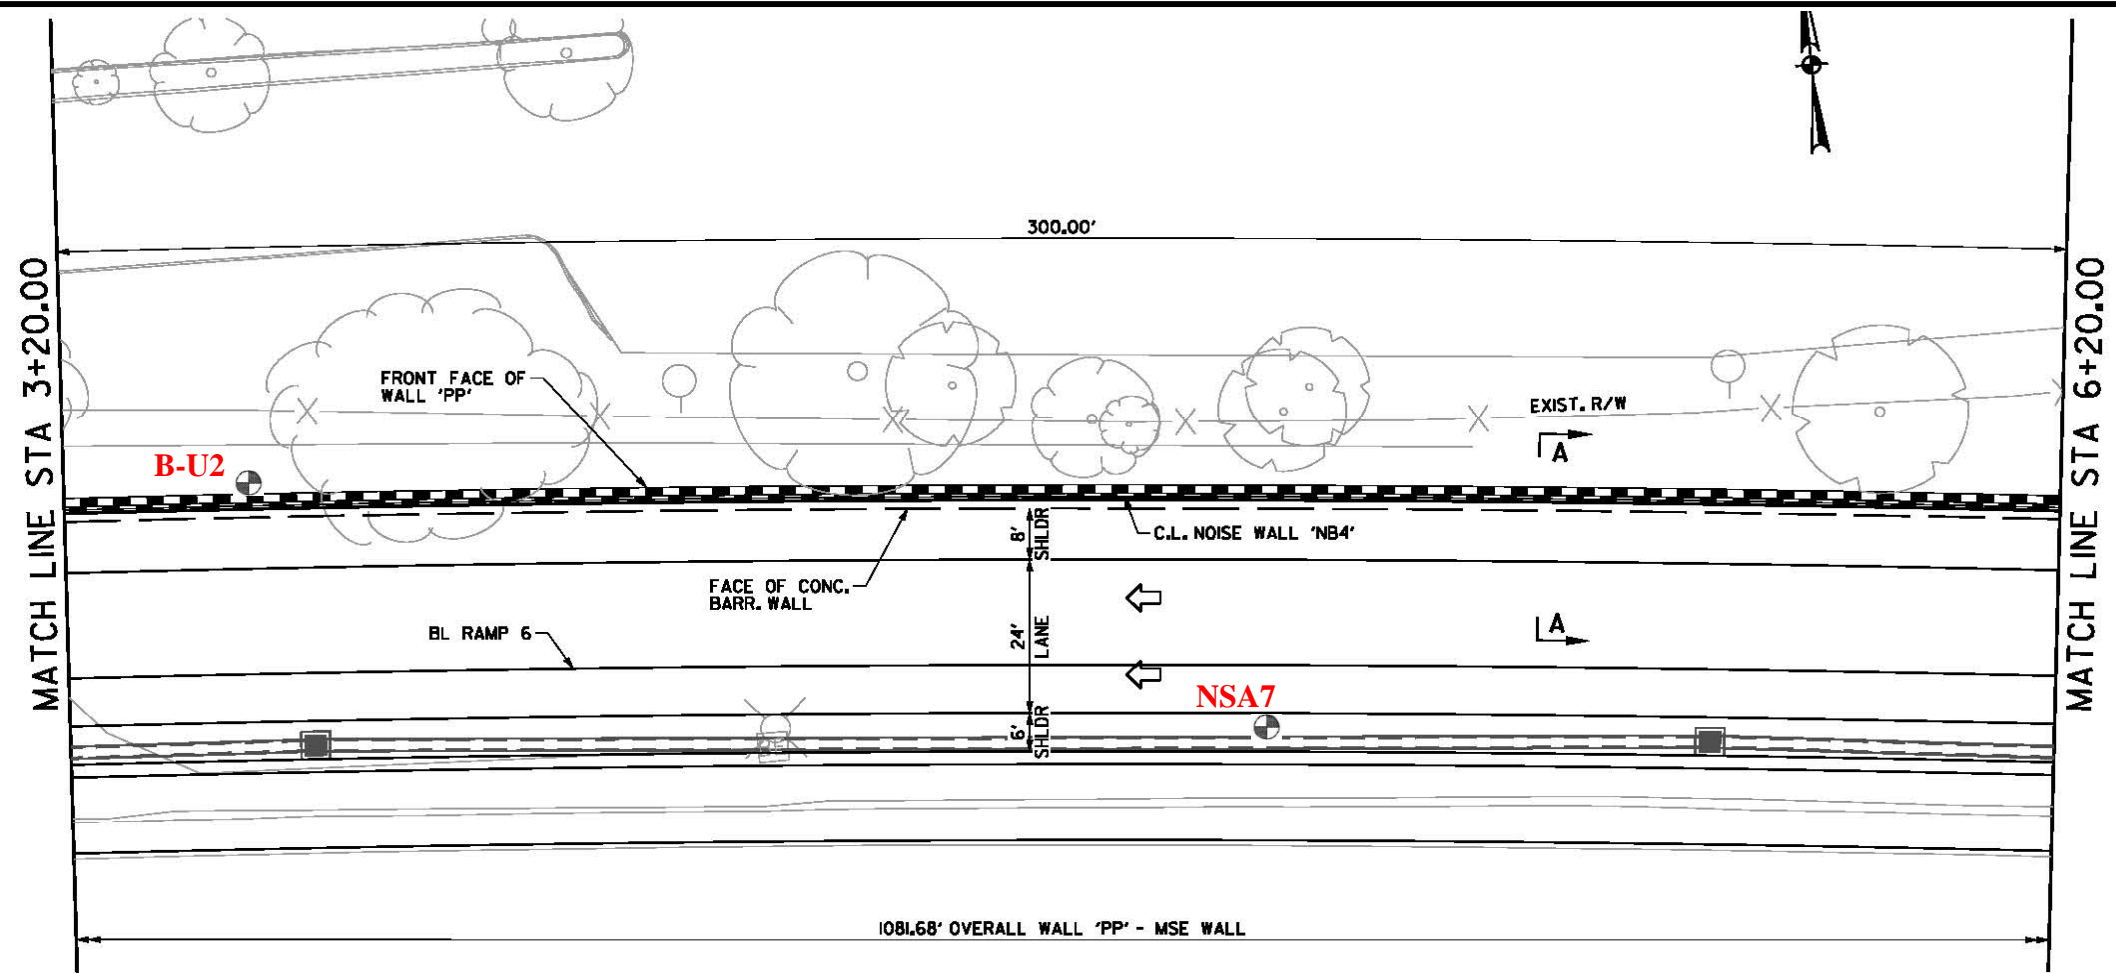 300.00'
MATCH LINE STA 3+20.00
MATCH LINE STA 6+20.00
FRONT FACE OF
WALL 'PP'
EXIST. R/W
A
B-U2
8'
SHLDR
C.L. NOISE WALL 'NB4'
FACE OF CONC.
BARR. WALL
BL RAMP 6
24'
LANE
A
NSA7
6'
SHLDR
1081.68' OVERALL WALL 'PP' - MSE WALL